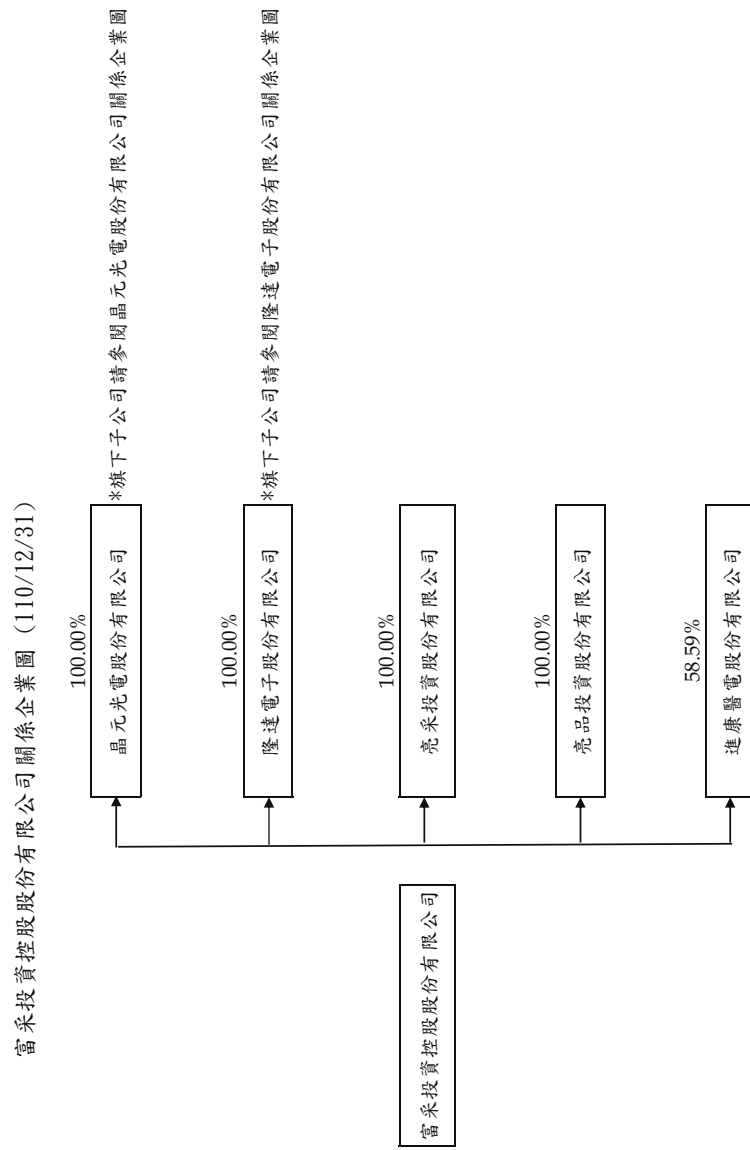 富采投資控股股份有限公司關係企業圖 (110/12/31)
富采投資控股股份有限公司
100.00%
晶元光電股份有限公司
*旗下子公司請參閱晶元光電股份有限公司關係企業圖
100.00%
隆達電子股份有限公司
*旗下子公司請參閱隆達電子股份有限公司關係企業圖
100.00%
亮采投資股份有限公司
100.00%
亮品投資股份有限公司
58.59%
進康醫電股份有限公司